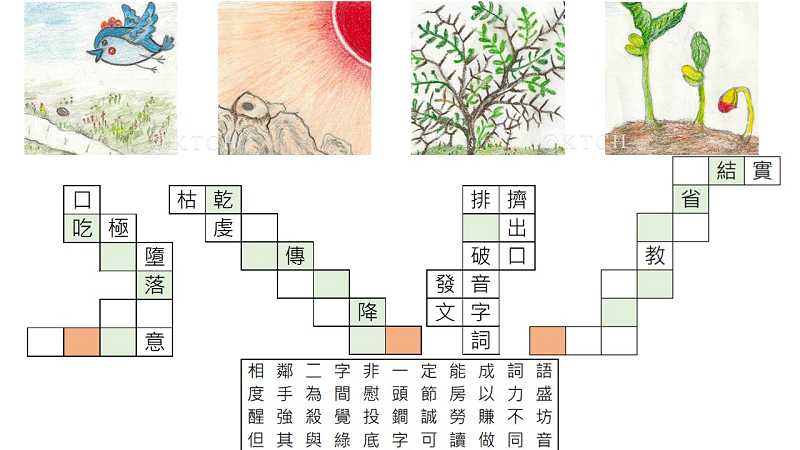 ©KTCH
©KTCH
結實
口 枯乾 排擠 省
吃極 虔 出
墮 傳 破口 教
落 發音
降 文字
意 詞
相鄰二字非一定能成詞語
度手為間慰頭節房以力盛
醒強殺覺投鐧誠勞賺不坊
但其與綠底字可讀做同音